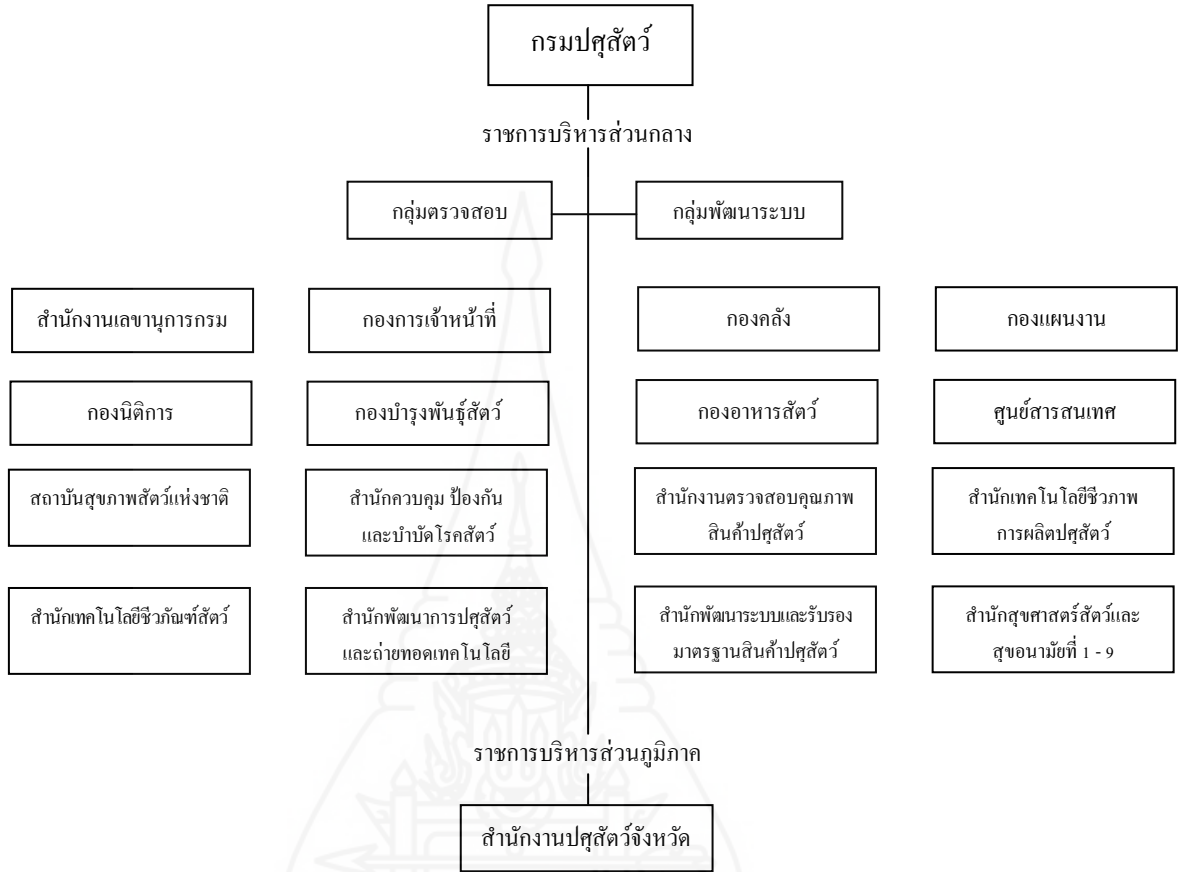 กรมปศุสัตว์
ราชการบริหารส่วนกลาง
กลุ่มตรวจสอบ
กลุ่มพัฒนาระบบ
สำนักงานเลขานุการกรม
กองการเจ้าหน้าที่
กองคลัง
กองแผนงาน
กองนิติการ
กองบำรุงพันธุ์สัตว์
กองอาหารสัตว์
ศูนย์สารสนเทศ
สถาบันสุขภาพสัตว์แห่งชาติ
สำนักควบคุม ป้องกัน
และบำบัดโรคสัตว์
สำนักงานตรวจสอบคุณภาพ
สินค้าปศุสัตว์
สำนักเทคโนโลยีชีวภาพ
การผลิตปศุสัตว์
สำนักเทคโนโลยีชีวภัณฑ์สัตว์
สำนักพัฒนาการปศุสัตว์
และถ่ายทอดเทคโนโลยี
สำนักพัฒนาระบบและรับรอง
มาตรฐานสินค้าปศุสัตว์
สำนักสุขศาสตร์สัตว์และ
สุขอนามัยที่ 1 - 9
ราชการบริหารส่วนภูมิภาค
สำนักงานปศุสัตว์จังหวัด